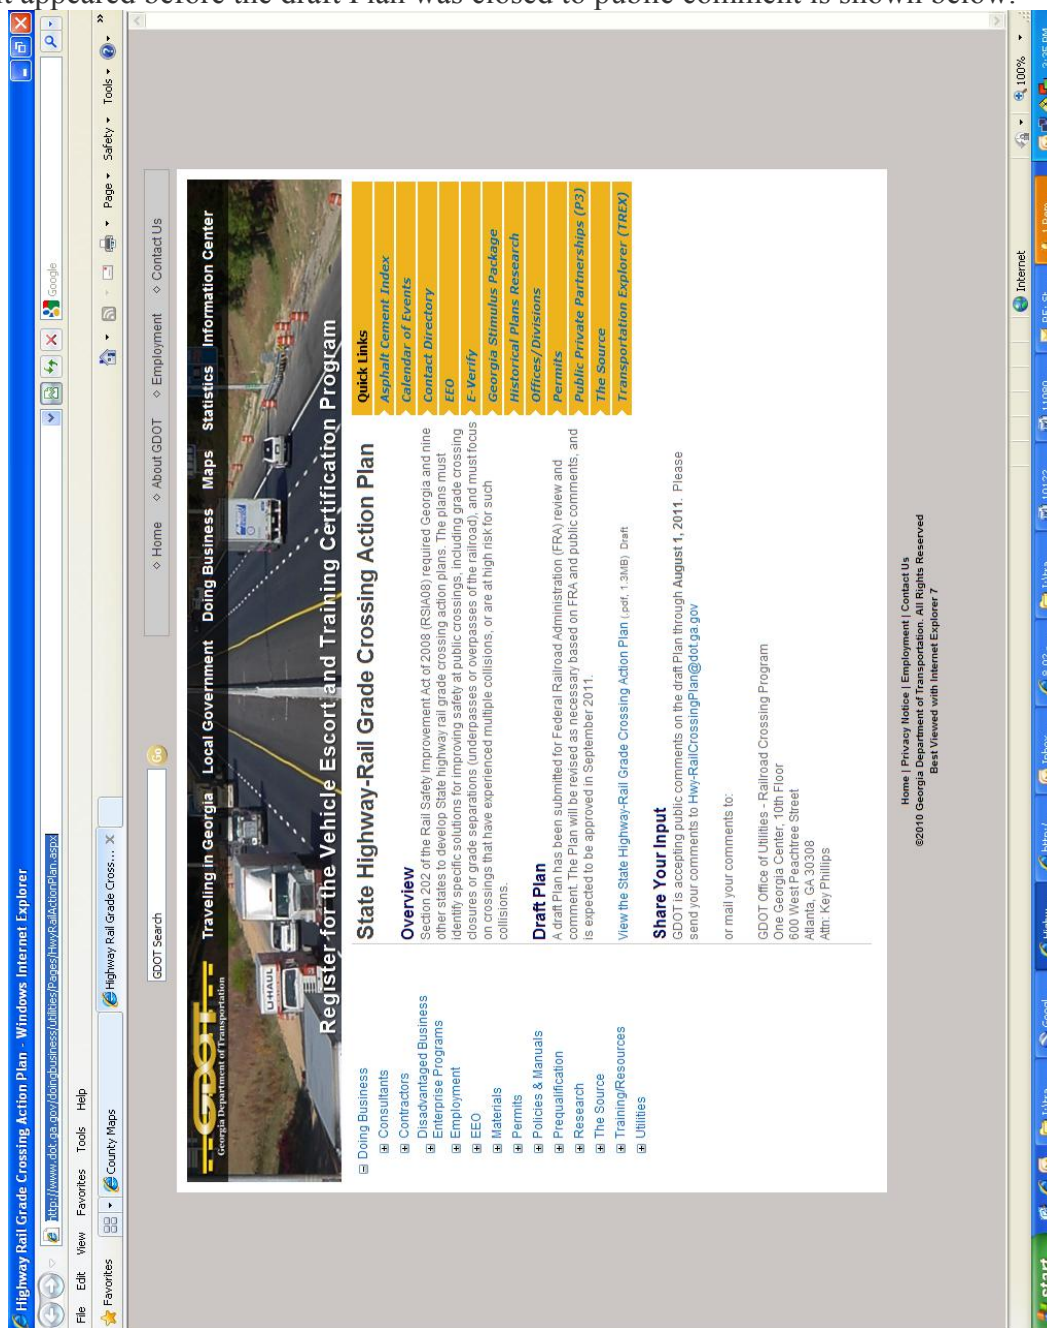 t appeared before the draft Plan was closed to public comment is shown below.
Highway Rail Grade Crossing Action Plan - Windows Internet Explorer
http://www.dot.ga.gov/doingbusiness/utilities/Pages/HwyRailActionPlan.aspx
Google
File Edit View Favorites Tools Help
Favorites
County Maps
Highway Rail Grade Cross...
Page Safety Tools
GDOT Search
Go
Home About GDOT Employment Contact Us
GDOT
Georgia Department of Transportation
Traveling in Georgia Local Government Doing Business Maps Statistics Information Center
U-HAUL
Register for the Vehicle Escort and Training Certification Program
Doing Business
Consultants
Contractors
Disadvantaged Business
Enterprise Programs
Employment
EEO
Materials
Permits
Policies & Manuals
Prequalification
Research
The Source
Training/Resources
Utilities
State Highway-Rail Grade Crossing Action Plan
Overview
Section 202 of the Rail Safety Improvement Act of 2008 (RSIA08) required Georgia and nine
other states to develop State highway rail grade crossing action plans. The plans must
identify specific solutions for improving safety at public crossings, including grade crossing
closures or grade separations (underpasses or overpasses of the railroad), and must focus
on crossings that have experienced multiple collisions, or are at high risk for such
collisions.
Draft Plan
A draft Plan has been submitted for Federal Railroad Administration (FRA) review and
comment. The Plan will be revised as necessary based on FRA and public comments, and
is expected to be approved in September 2011.
View the State Highway-Rail Grade Crossing Action Plan (.pdf, 1.3MB) Draft
Share Your Input
GDOT is accepting public comments on the draft Plan through August 1, 2011. Please
send your comments to Hwy-RailCrossingPlan@dot.ga.gov
or mail your comments to:
GDOT Office of Utilities - Railroad Crossing Program
One Georgia Center, 10th Floor
600 West Peachtree Street
Atlanta, GA 30308
Attn: Key Phillips
Quick Links
Asphalt Cement Index
Calendar of Events
Contact Directory
EEO
E-Verify
Georgia Stimulus Package
Historical Plans Research
Offices/Divisions
Permits
Public Private Partnerships (P3)
The Source
Transportation Explorer (TREX)
Home | Privacy Notice | Employment | Contact Us
©2010 Georgia Department of Transportation. All Rights Reserved
Best Viewed with Internet Explorer 7
Internet
100%
start